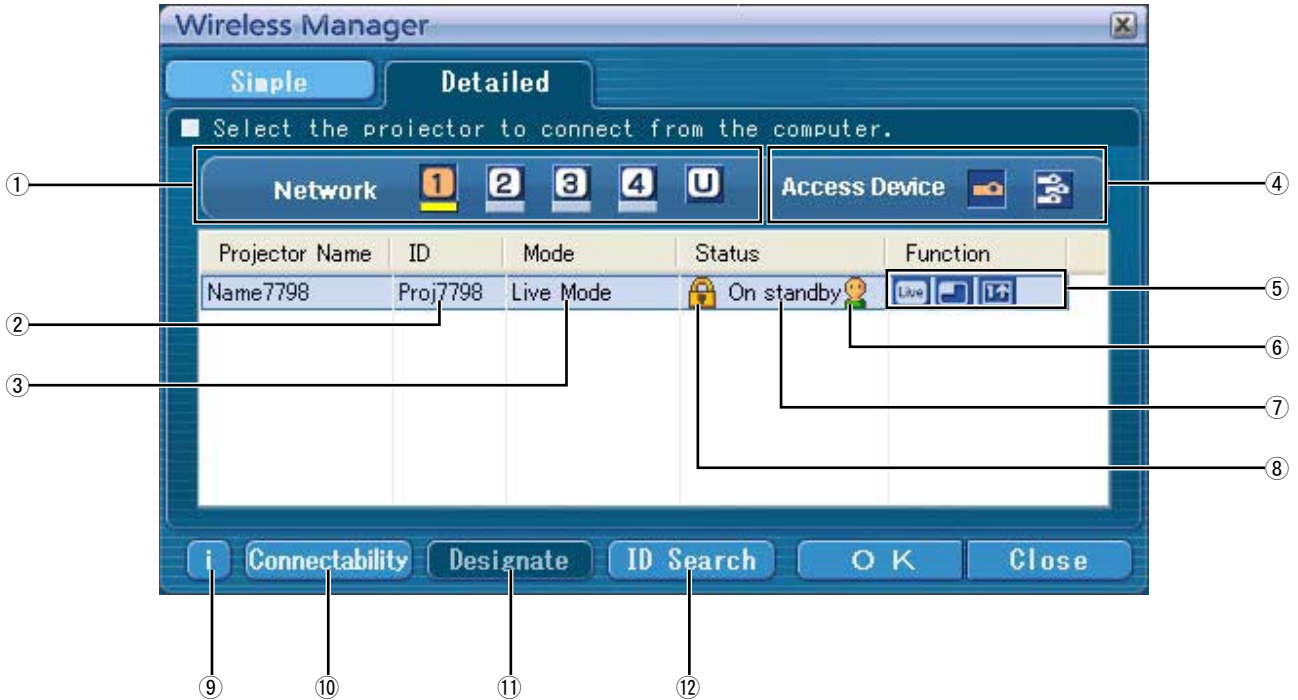 Wireless Manager
Simple Detailed
Select the projector to connect from the computer.
① Network 1 2 3 4 U Access Device ④
Projector Name ID Mode Status Function
Name7798 Proj7798 Live Mode On standby Live ⑤
②
⑥
③
⑦
⑧
i Connectability Designate ID Search OK Close
⑨ ⑩ ⑪ ⑫